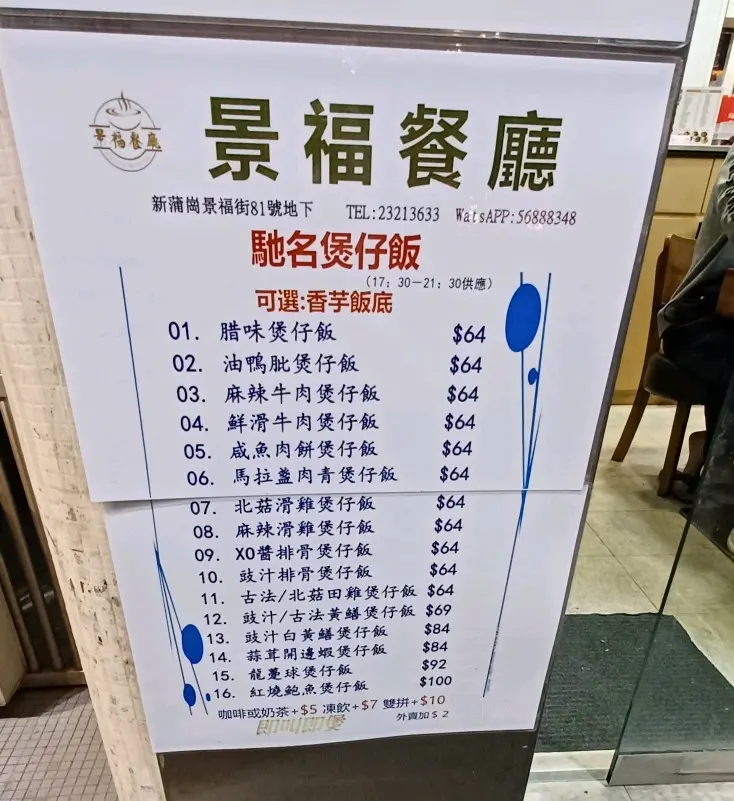 景福餐廳
景福餐廳
新蒲崗景福街81號地下 TEL:23213633 WatsAPP:56888348
馳名煲仔飯
(17:30-21:30供應)
可選:香芋飯底
01. 腊味煲仔飯 $64
02. 油鴨肶煲仔飯 $64
03. 麻辣牛肉煲仔飯 $64
04. 鮮滑牛肉煲仔飯 $64
05. 咸魚肉餅煲仔飯 $64
06. 馬拉盞肉青煲仔飯 $64
07. 北菇滑雞煲仔飯 $64
08. 麻辣滑雞煲仔飯 $64
09. XO醬排骨煲仔飯 $64
10. 豉汁排骨煲仔飯 $64
11. 古法/北菇田雞煲仔飯 $64
12. 豉汁/古法黃鱔煲仔飯 $69
13. 豉汁白黃鱔煲仔飯 $84
14. 蒜茸開邊蝦煲仔飯 $84
15. 龍躉球煲仔飯 $92
16. 紅燒鮑魚煲仔飯 $100
咖啡或奶茶+$5 凍飲+$7 雙拼+$10
即叫即煲 外賣加$2